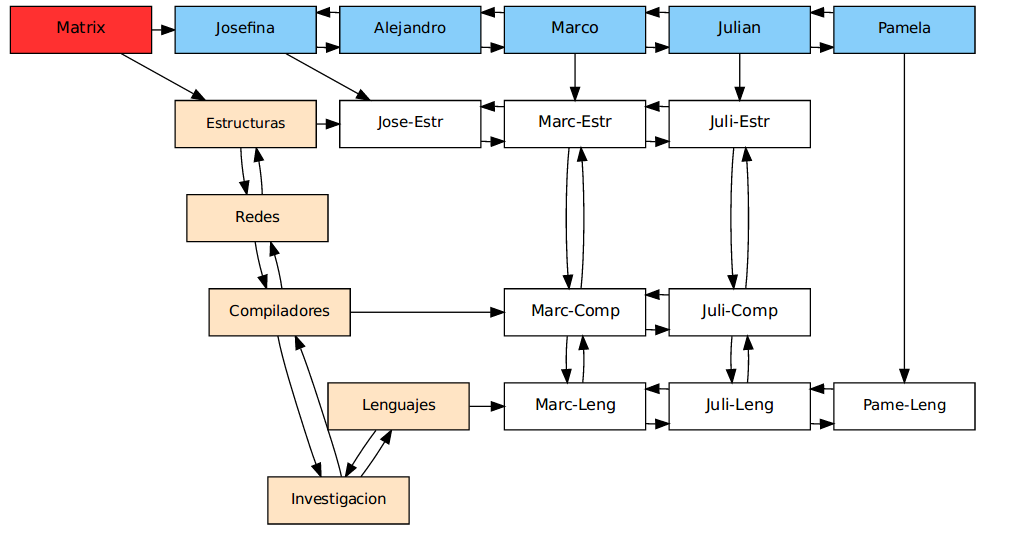 Matrix
Josefina
Alejandro
Marco
Julian
Pamela
Estructuras
Jose-Estr
Marc-Estr
Juli-Estr
Redes
Compiladores
Marc-Comp
Juli-Comp
Lenguajes
Marc-Leng
Juli-Leng
Pame-Leng
Investigacion